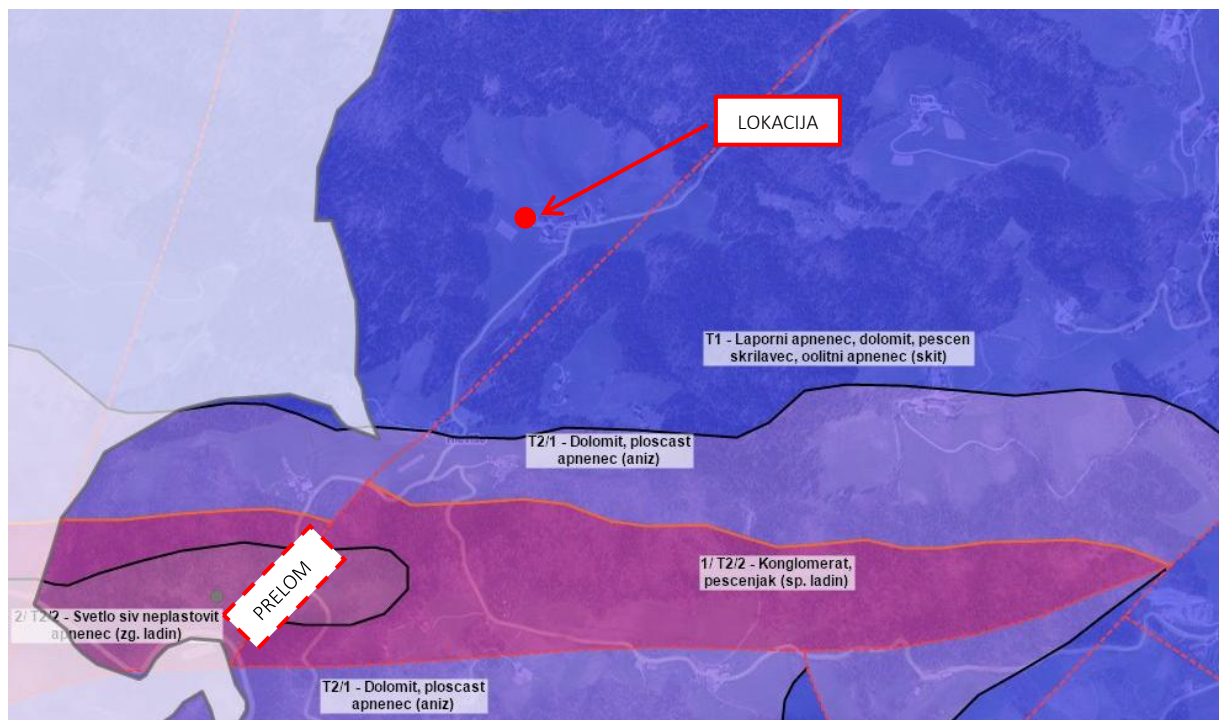 LOKACIJA
T1 - Laporni apnenec, dolomit, pescen
skrilavec, oolitni apnenec (skit)
T2/1 - Dolomit, ploscast
apnenec (aniz)
1/ T2/2 - Konglomerat,
pescenjak (sp. ladin)
PRELOM
2/ T2/2 - Svetlo siv neplastovit
apnenec (zg. ladin)
T2/1 - Dolomit, ploscast
apnenec (aniz)